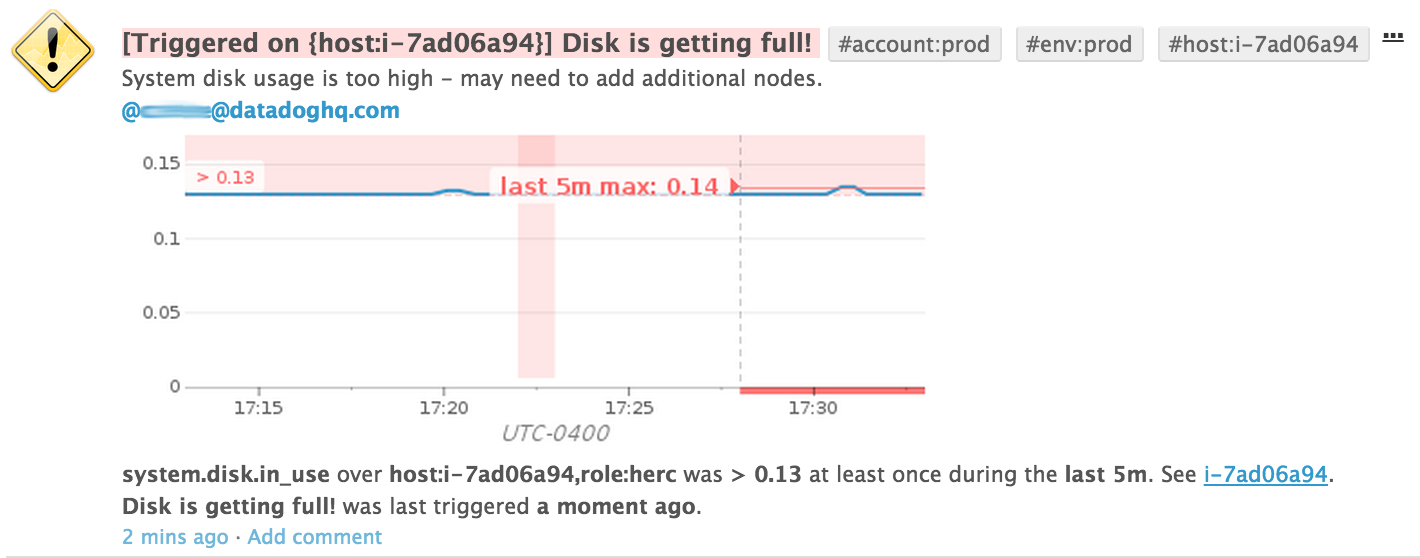 [Triggered on {host:i-7ad06a94}] Disk is getting full! #account:prod #env:prod #host:i-7ad06a94 ...
System disk usage is too high - may need to add additional nodes.
@ @datadoghq.com
0.15
> 0.13
last 5m max: 0.14
0.1
0.05
0
17:15 17:20 17:25 17:30
UTC-0400
system.disk.in_use over host:i-7ad06a94,role:herc was > 0.13 at least once during the last 5m. See i-7ad06a94.
Disk is getting full! was last triggered a moment ago.
2 mins ago · Add comment